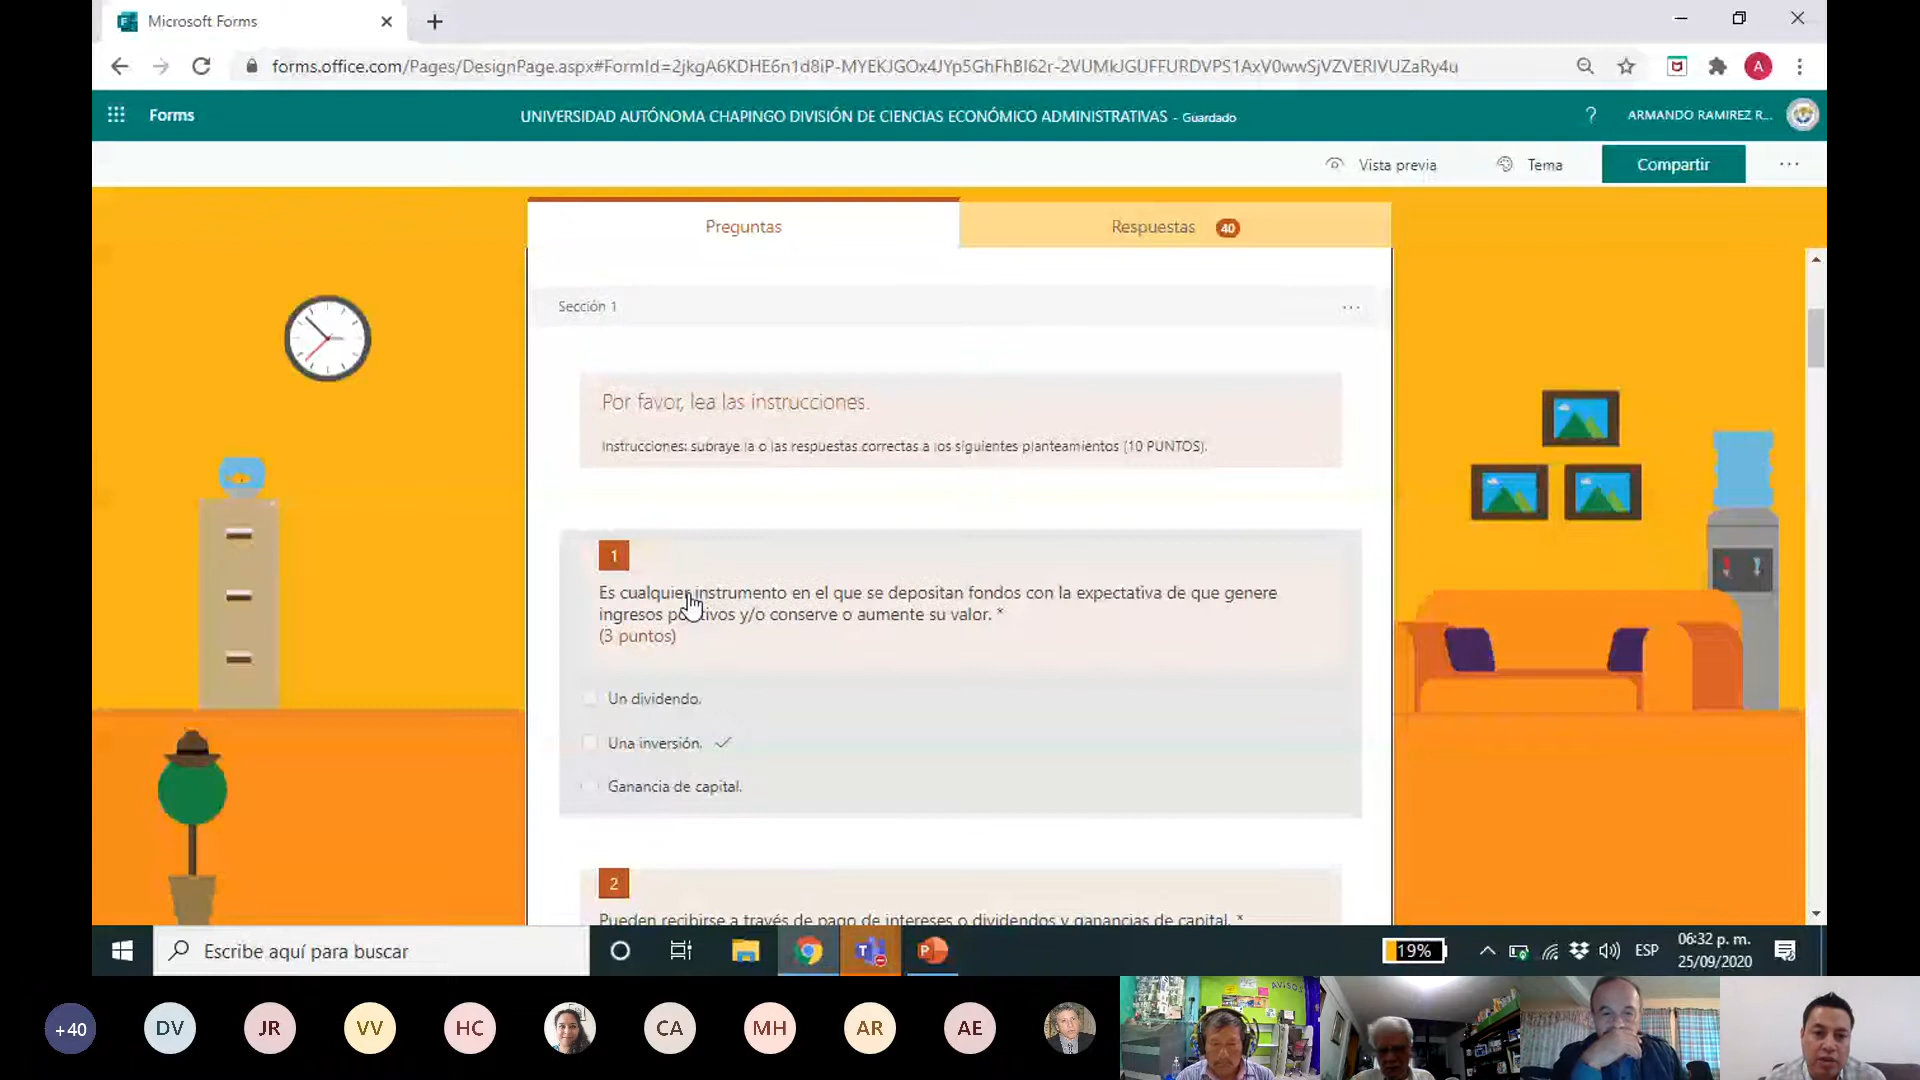 Microsoft Forms
forms.office.com/Pages/DesignPage.aspx#FormId=2jkgA6KDHE6n1d8iP-MYEKJGOx4JYp5GhFhBI62r-2VUMkJGUFFURDVPS1AxV0wwSjVZVERIVUZaRy4u
A
Forms
UNIVERSIDAD AUTÓNOMA CHAPINGO DIVISIÓN DE CIENCIAS ECONÓMICO ADMINISTRATIVAS - Guardado
?
ARMANDO RAMIREZ R...
Vista previa
Tema
Compartir
Preguntas
Respuestas 40
Sección 1
Por favor, lea las instrucciones.
Instrucciones: subraye la o las respuestas correctas a los siguientes planteamientos (10 PUNTOS).
1
Es cualquier instrumento en el que se depositan fondos con la expectativa de que genere
ingresos positivos y/o conserve o aumente su valor. *
(3 puntos)
Un dividendo.
Una inversión.
Ganancia de capital.
2
Pueden recibirse a través de pago de intereses o dividendos y ganancias de capital. *
Escribe aquí para buscar
19%
ESP
06:32 p. m.
25/09/2020
+40
DV
JR
VV
HC
CA
MH
AR
AE